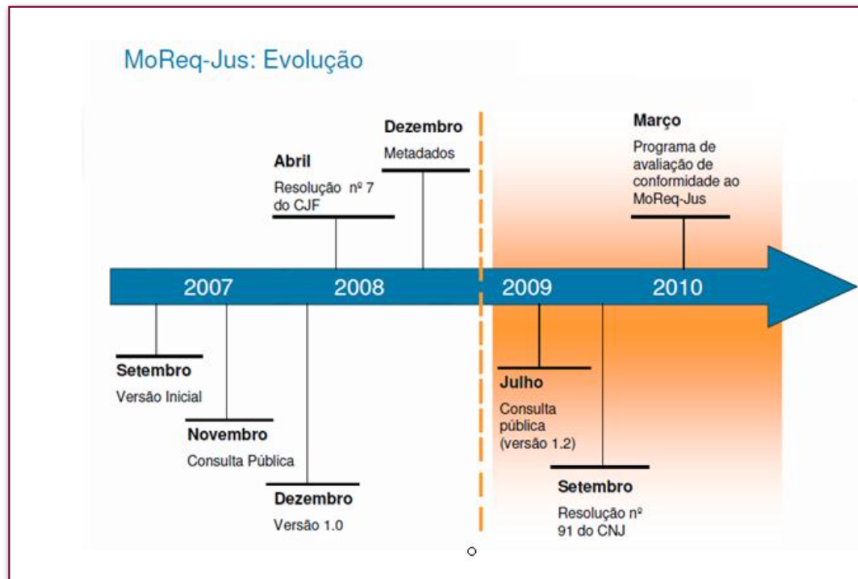 MoReq-Jus: Evolução
Dezembro
Metadados
Abril
Resolução nº 7
do CJF
Março
Programa de
avaliação de
conformidade ao
MoReq-Jus
2007
2008
2009
2010
Setembro
Versão Inicial
Novembro
Consulta Pública
Dezembro
Versão 1.0
Julho
Consulta
pública
(versão 1.2)
Setembro
Resolução nº
91 do CNJ